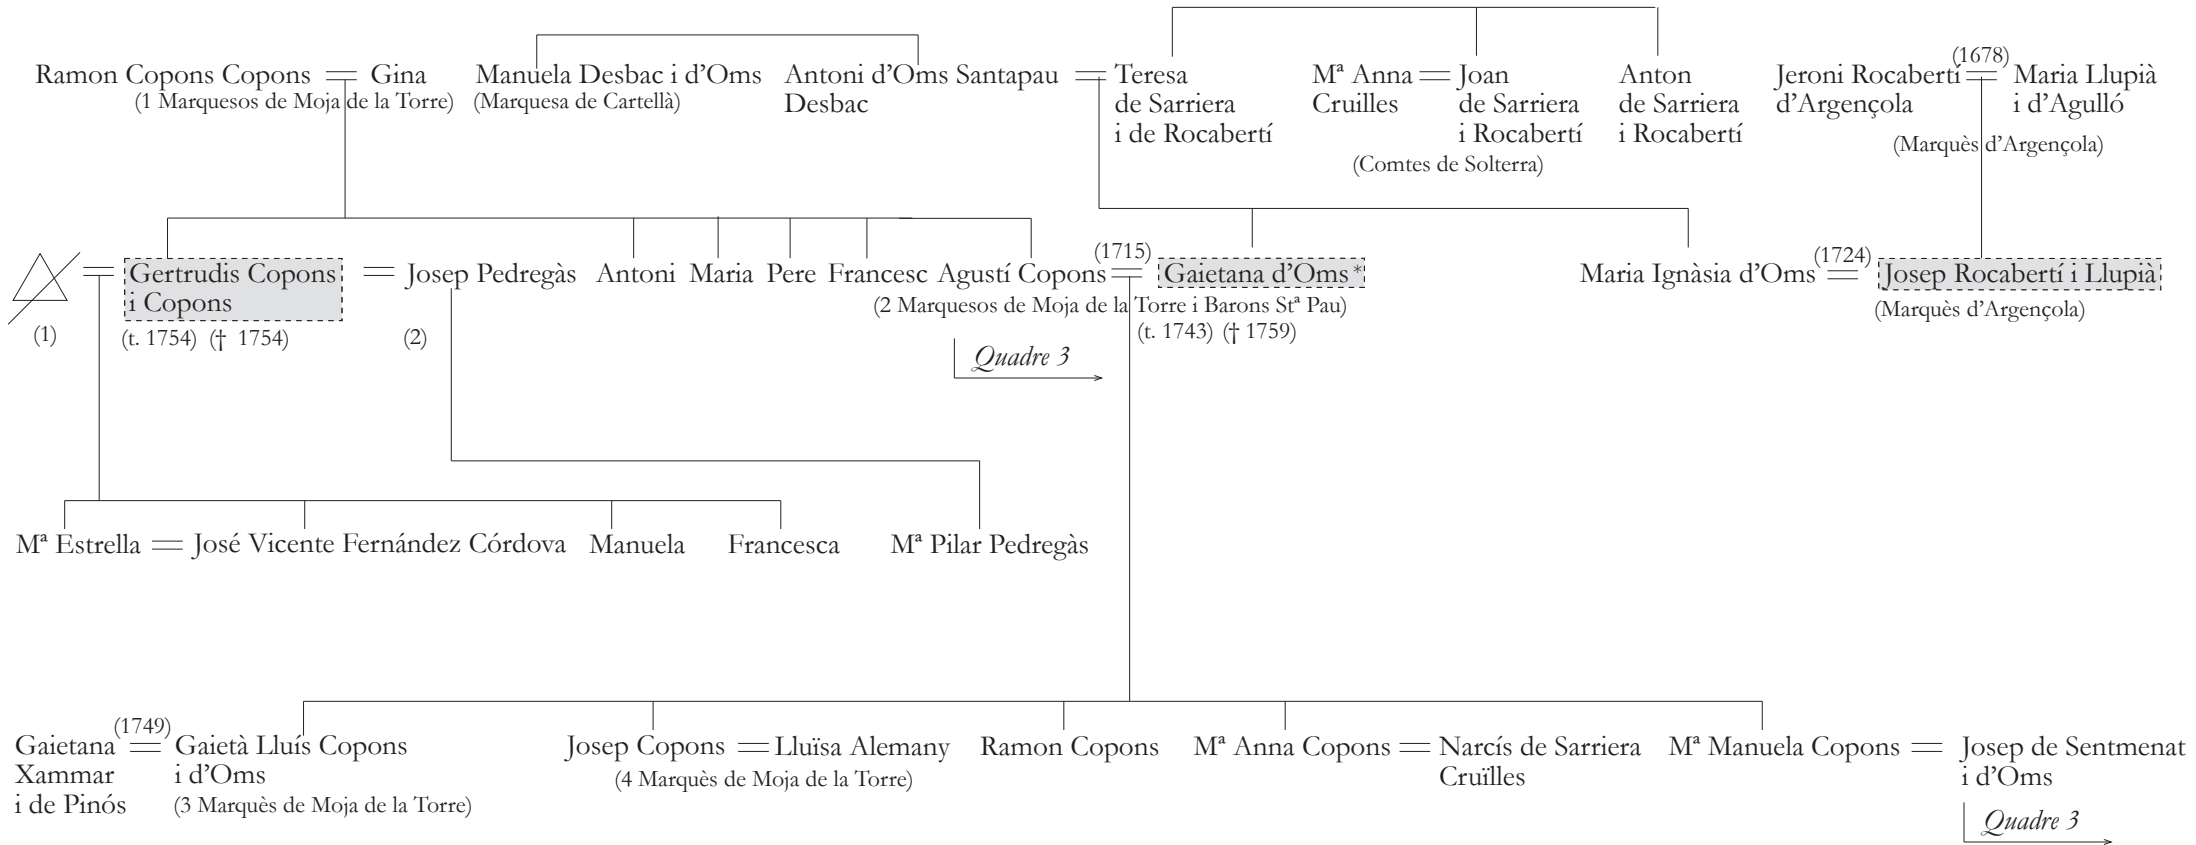 Ramon Copons Copons
Gina
(1 Marquesos de Moja de la Torre)
Manuela Desbac i d’Oms
(Marquesa de Cartellà)
Antoni d’Oms Santapau
Desbac
Teresa
de Sarriera
i de Rocabertí
Mª Anna
Cruilles
Joan
de Sarriera
i Rocabertí
(Comtes de Solterra)
Anton
de Sarriera
i Rocabertí
Jeroni Rocabertí
d’Argençola
(1678)
Maria Llupià
i d’Agulló
(Marquès d’Argençola)
(1)
Gertrudis Copons
i Copons
(t. 1754) († 1754)
Josep Pedregàs
(2)
Antoni
Maria
Pere
Francesc
Agustí Copons
(1715)
Gaietana d’Oms*
(2 Marquesos de Moja de la Torre i Barons Stª Pau)
(t. 1743) († 1759)
Quadre 3
Maria Ignàsia d’Oms
(1724)
Josep Rocabertí i Llupià
(Marquès d’Argençola)
Mª Estrella
José Vicente Fernández Córdova
Manuela
Francesca
Mª Pilar Pedregàs
Gaietana
Xammar
i de Pinós
(1749)
Gaietà Lluís Copons
i d’Oms
(3 Marquès de Moja de la Torre)
Josep Copons
Lluïsa Alemany
(4 Marquès de Moja de la Torre)
Ramon Copons
Mª Anna Copons
Narcís de Sarriera
Cruïlles
Mª Manuela Copons
Josep de Sentmenat
i d’Oms
Quadre 3